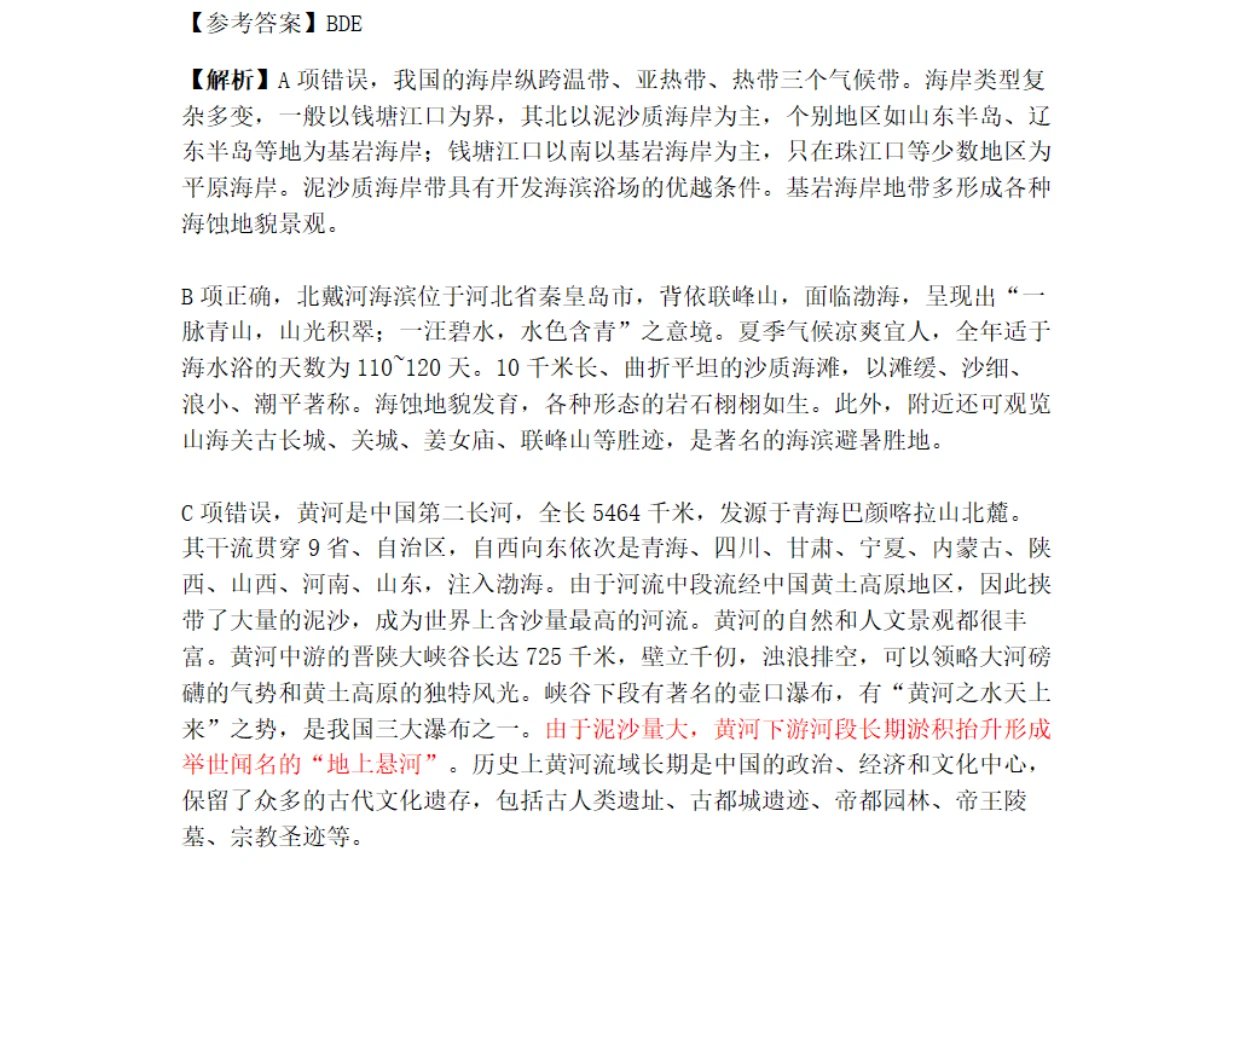 【参考答案】BDE
【解析】A 项错误，我国的海岸纵跨温带、亚热带、热带三个气候带。海岸类型复
杂多变，一般以钱塘江口为界，其北以泥沙质海岸为主，个别地区如山东半岛、辽
东半岛等地为基岩海岸；钱塘江口以南以基岩海岸为主，只在珠江口等少数地区为
平原海岸。泥沙质海岸带具有开发海滨浴场的优越条件。基岩海岸地带多形成各种
海蚀地貌景观。
B 项正确，北戴河海滨位于河北省秦皇岛市，背依联峰山，面临渤海，呈现出“一
脉青山，山光积翠；一汪碧水，水色含青”之意境。夏季气候凉爽宜人，全年适于
海水浴的天数为 110~120 天。10 千米长、曲折平坦的沙质海滩，以滩缓、沙细、
浪小、潮平著称。海蚀地貌发育，各种形态的岩石栩栩如生。此外，附近还可观览
山海关古长城、关城、姜女庙、联峰山等胜迹，是著名的海滨避暑胜地。
C 项错误，黄河是中国第二长河，全长 5464 千米，发源于青海巴颜喀拉山北麓。
其干流贯穿 9 省、自治区，自西向东依次是青海、四川、甘肃、宁夏、内蒙古、陕
西、山西、河南、山东，注入渤海。由于河流中段流经中国黄土高原地区，因此挟
带了大量的泥沙，成为世界上含沙量最高的河流。黄河的自然和人文景观都很丰
富。黄河中游的晋陕大峡谷长达 725 千米，壁立千仞，浊浪排空，可以领略大河磅
礴的气势和黄土高原的独特风光。峡谷下段有著名的壶口瀑布，有“黄河之水天上
来”之势，是我国三大瀑布之一。由于泥沙量大，黄河下游河段长期淤积抬升形成
举世闻名的“地上悬河”。历史上黄河流域长期是中国的政治、经济和文化中心，
保留了众多的古代文化遗存，包括古人类遗址、古都城遗迹、帝都园林、帝王陵
墓、宗教圣迹等。